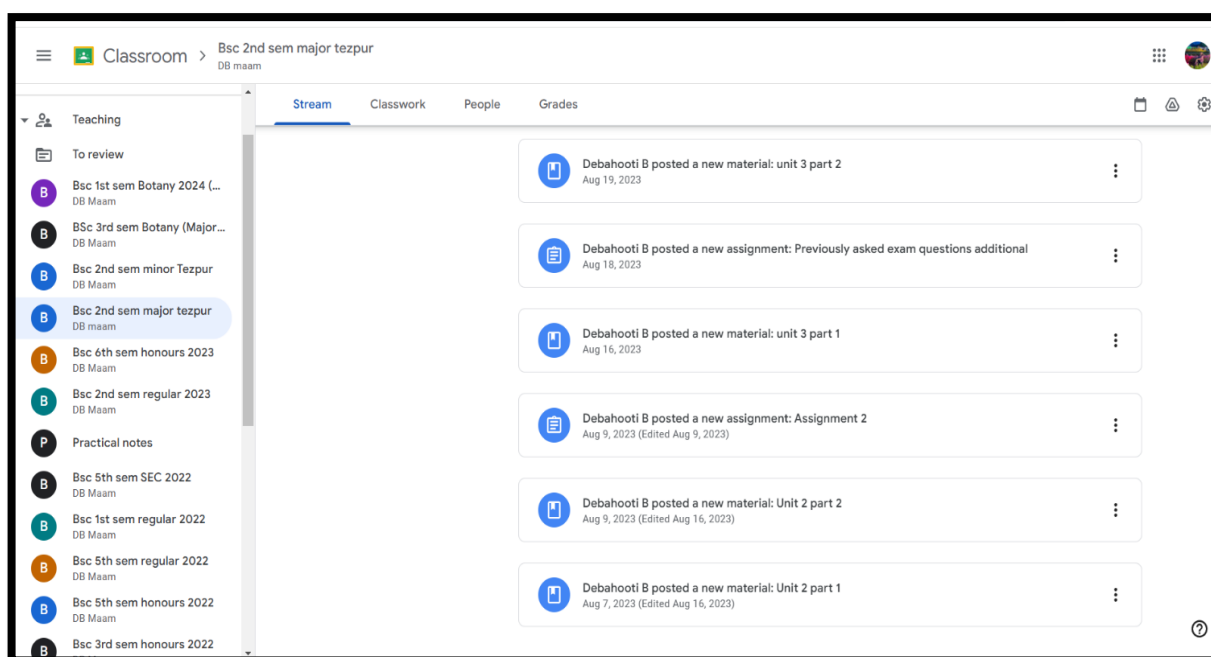 Classroom > Bsc 2nd sem major tezpur
DB maam
Teaching
To review
B
Bsc 1st sem Botany 2024 (...
DB Maam
B
BSc 3rd sem Botany (Major...
DB Maam
B
Bsc 2nd sem minor Tezpur
DB Maam
B
Bsc 2nd sem major tezpur
DB maam
B
Bsc 6th sem honours 2023
DB Maam
B
Bsc 2nd sem regular 2023
DB Maam
P
Practical notes
B
Bsc 5th sem SEC 2022
DB Maam
B
Bsc 1st sem regular 2022
DB Maam
B
Bsc 5th sem regular 2022
DB Maam
B
Bsc 5th sem honours 2022
DB Maam
B
Bsc 3rd sem honours 2022
Stream Classwork People Grades
Debahooti B posted a new material: unit 3 part 2
Aug 19, 2023
Debahooti B posted a new assignment: Previously asked exam questions additional
Aug 18, 2023
Debahooti B posted a new material: unit 3 part 1
Aug 16, 2023
Debahooti B posted a new assignment: Assignment 2
Aug 9, 2023 (Edited Aug 9, 2023)
Debahooti B posted a new material: Unit 2 part 2
Aug 9, 2023 (Edited Aug 16, 2023)
Debahooti B posted a new material: Unit 2 part 1
Aug 7, 2023 (Edited Aug 16, 2023)